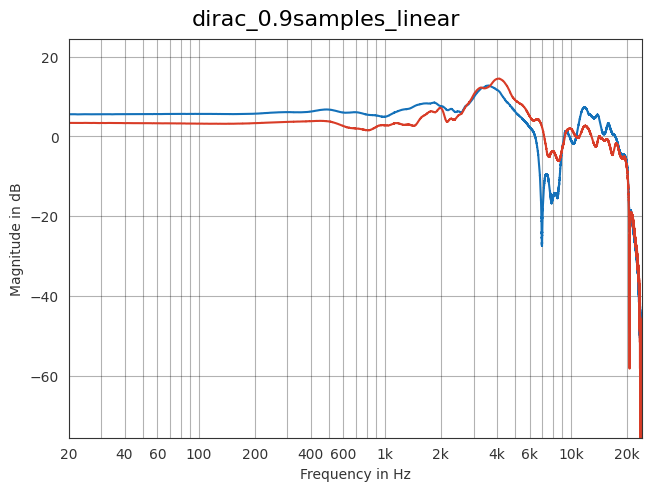 dirac_0.9samples_linear
Magnitude in dB
20
0
−20
−40
−60
20 40 60 100 200 400 600 1k 2k 4k 6k 10k 20k
Frequency in Hz